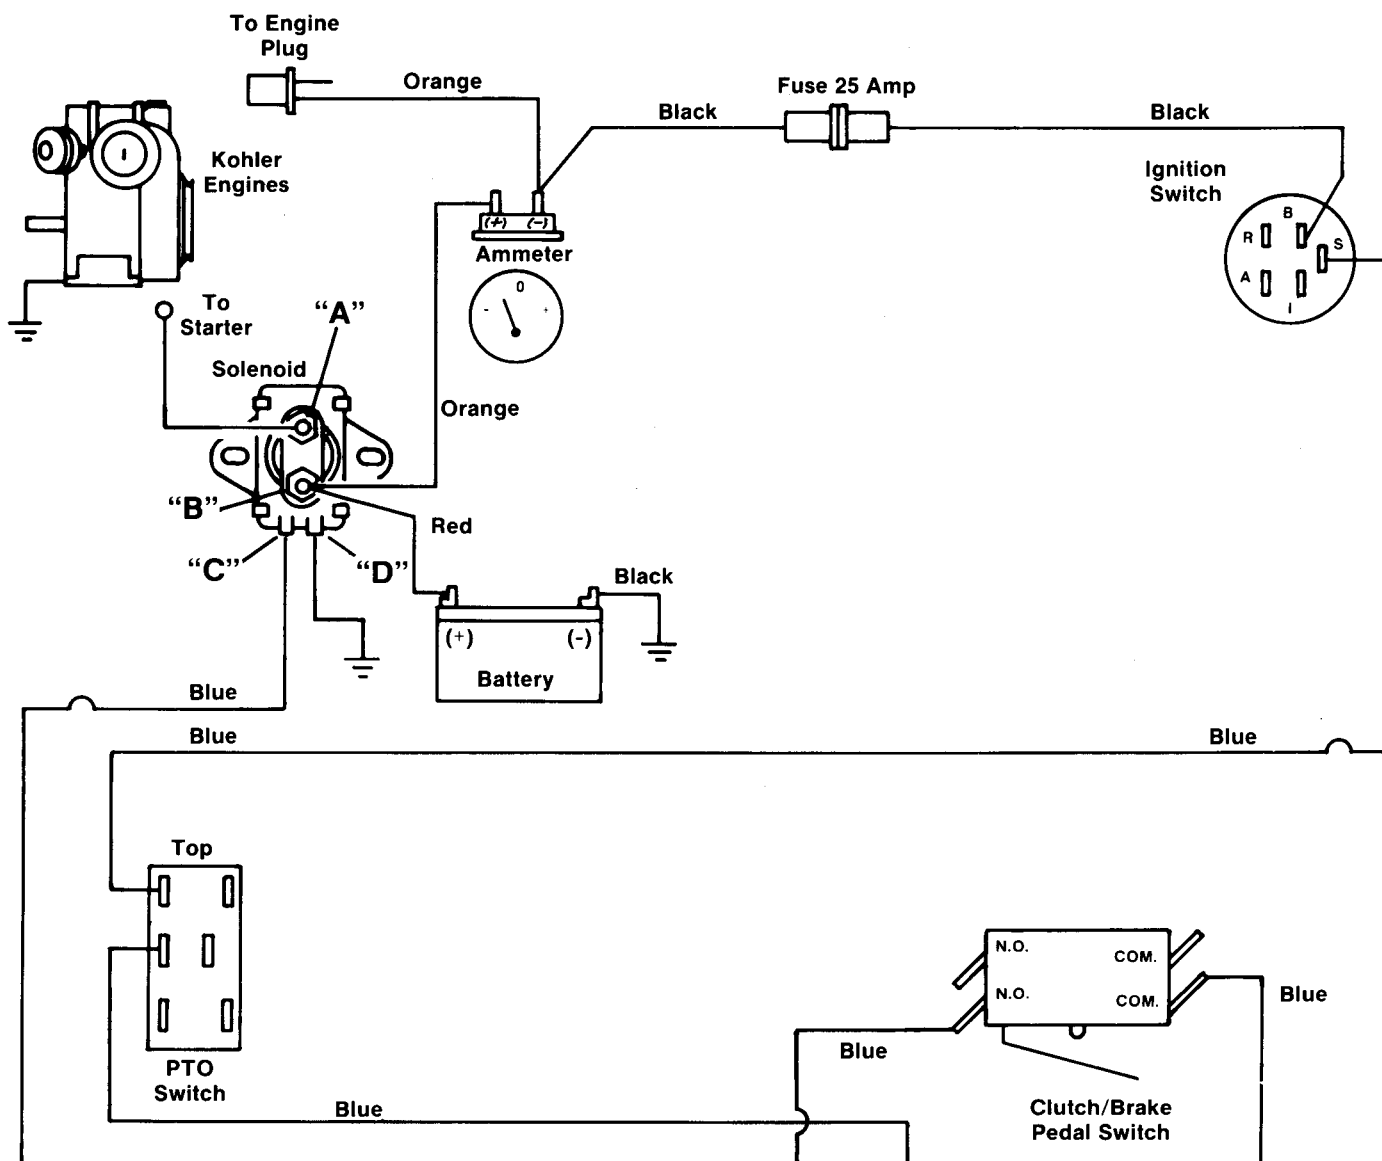 To Engine
Plug
Orange
Fuse 25 Amp
Black
Black
Kohler
Engines
Ignition
Switch
B
R
S
A
I
(+)
(-)
Ammeter
0
-
+
To
Starter
"A"
Solenoid
Orange
"B"
Red
"C"
"D"
Black
(+)
(-)
Battery
Blue
Blue
Blue
Top
PTO
Switch
N.O.
COM.
N.O.
COM.
Blue
Blue
Blue
Clutch/Brake
Pedal Switch